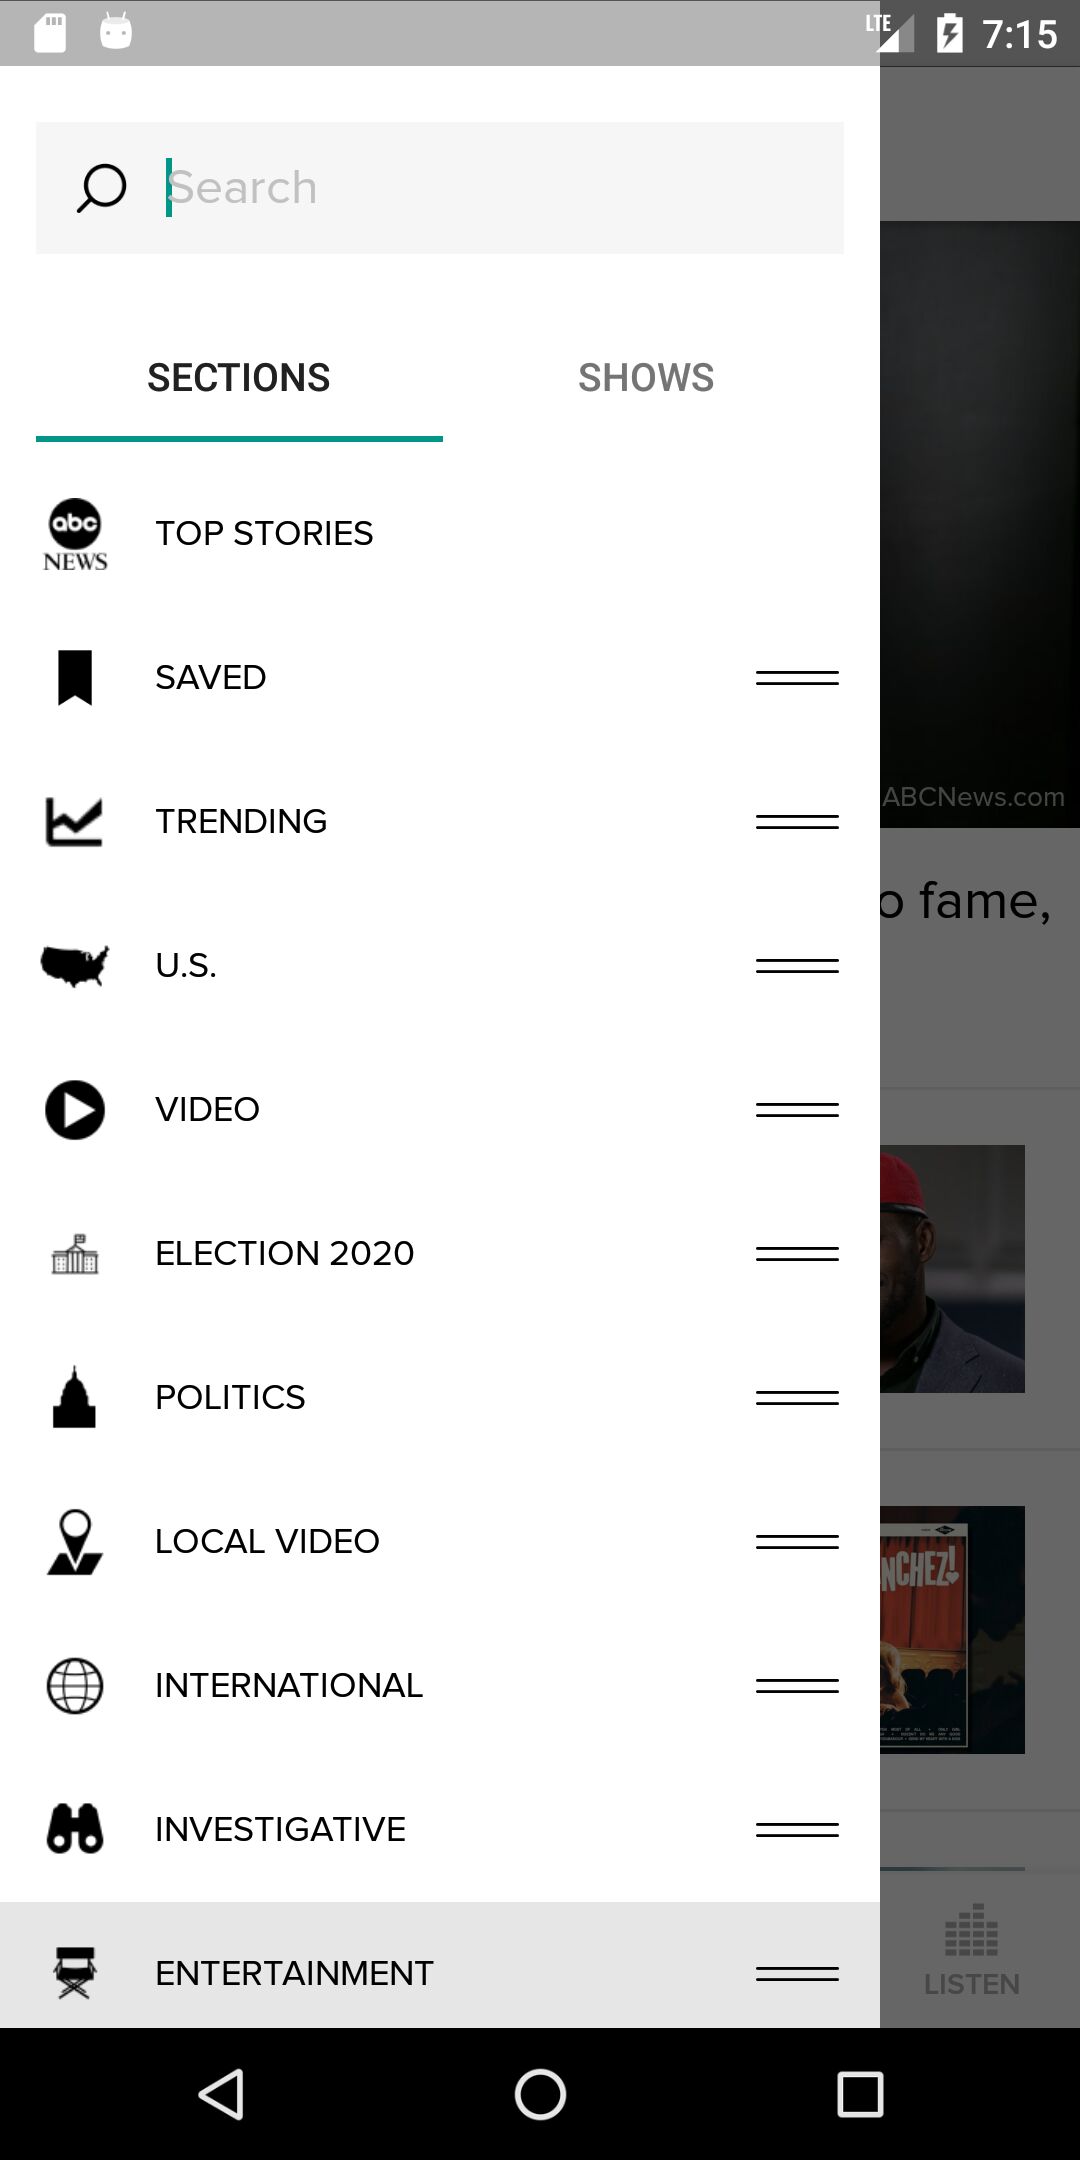 LTE 7:15
Search
SECTIONS SHOWS
abc
NEWS
TOP STORIES
SAVED
TRENDING
ABCNews.com
o fame,
U.S.
VIDEO
ELECTION 2020
POLITICS
LOCAL VIDEO
NCHEZ!
INTERNATIONAL
INVESTIGATIVE
ENTERTAINMENT
LISTEN